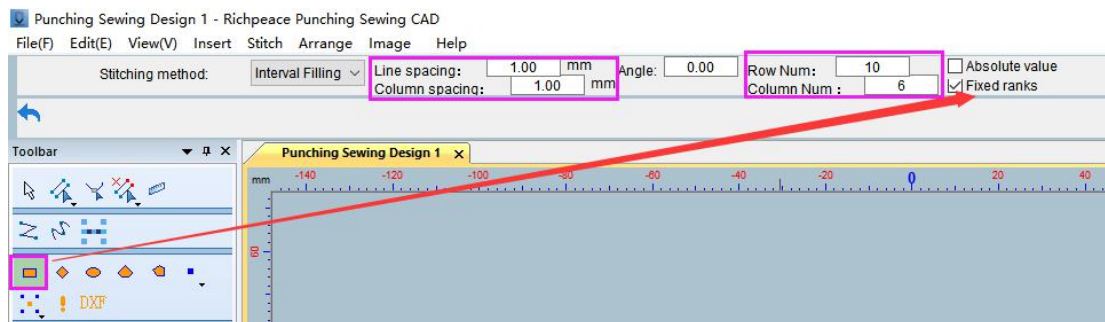 Punching Sewing Design 1 - Richpeace Punching Sewing CAD
File(F) Edit(E) View(V) Insert Stitch Arrange Image Help
Stitching method: Interval Filling Line spacing: 1.00 mm Angle: 0.00 Row Num: 10 Absolute value
Column spacing: 1.00 mm Column Num : 6 Fixed ranks
Toolbar Punching Sewing Design 1 x
mm -140 -120 -100 -80 -60 -40 -20 0 20 40
60
DXF